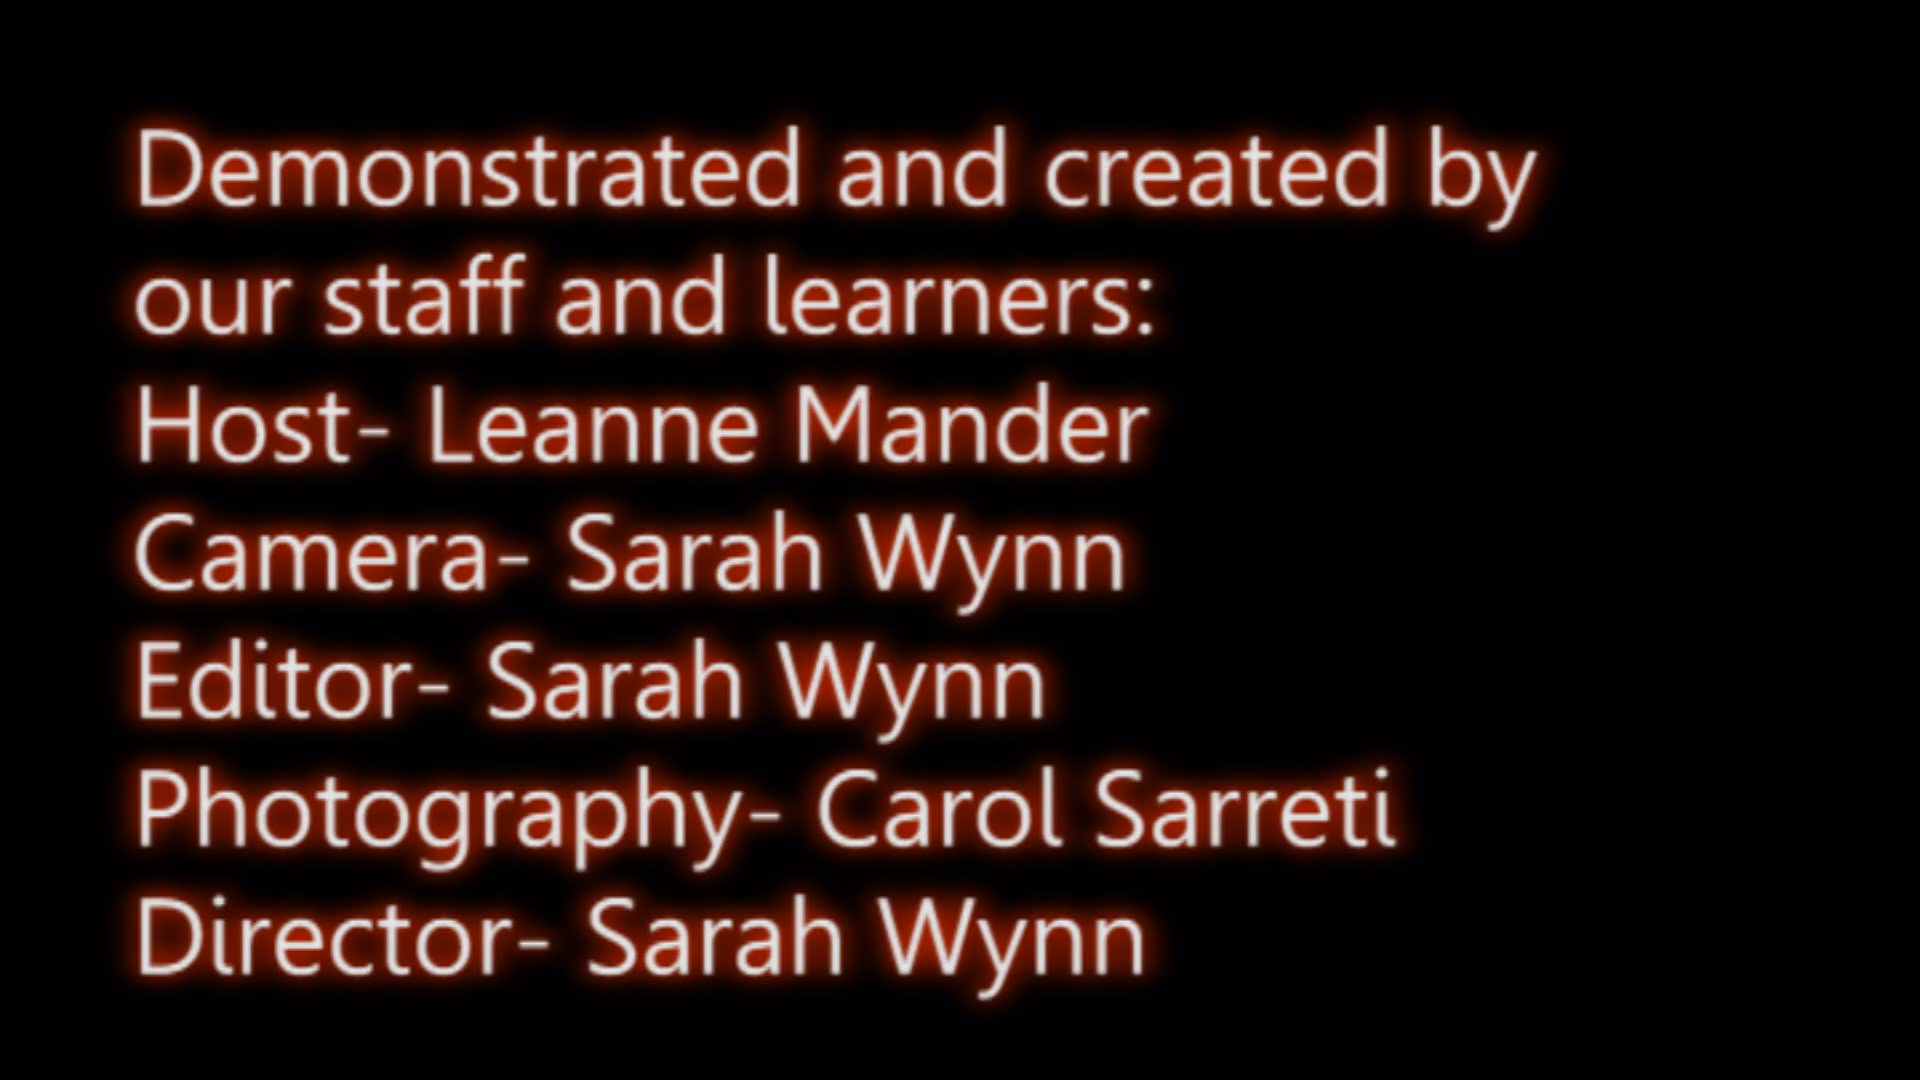 Demonstrated and created by
our staff and learners:
Host- Leanne Mander
Camera- Sarah Wynn
Editor- Sarah Wynn
Photography- Carol Sarreti
Director- Sarah Wynn